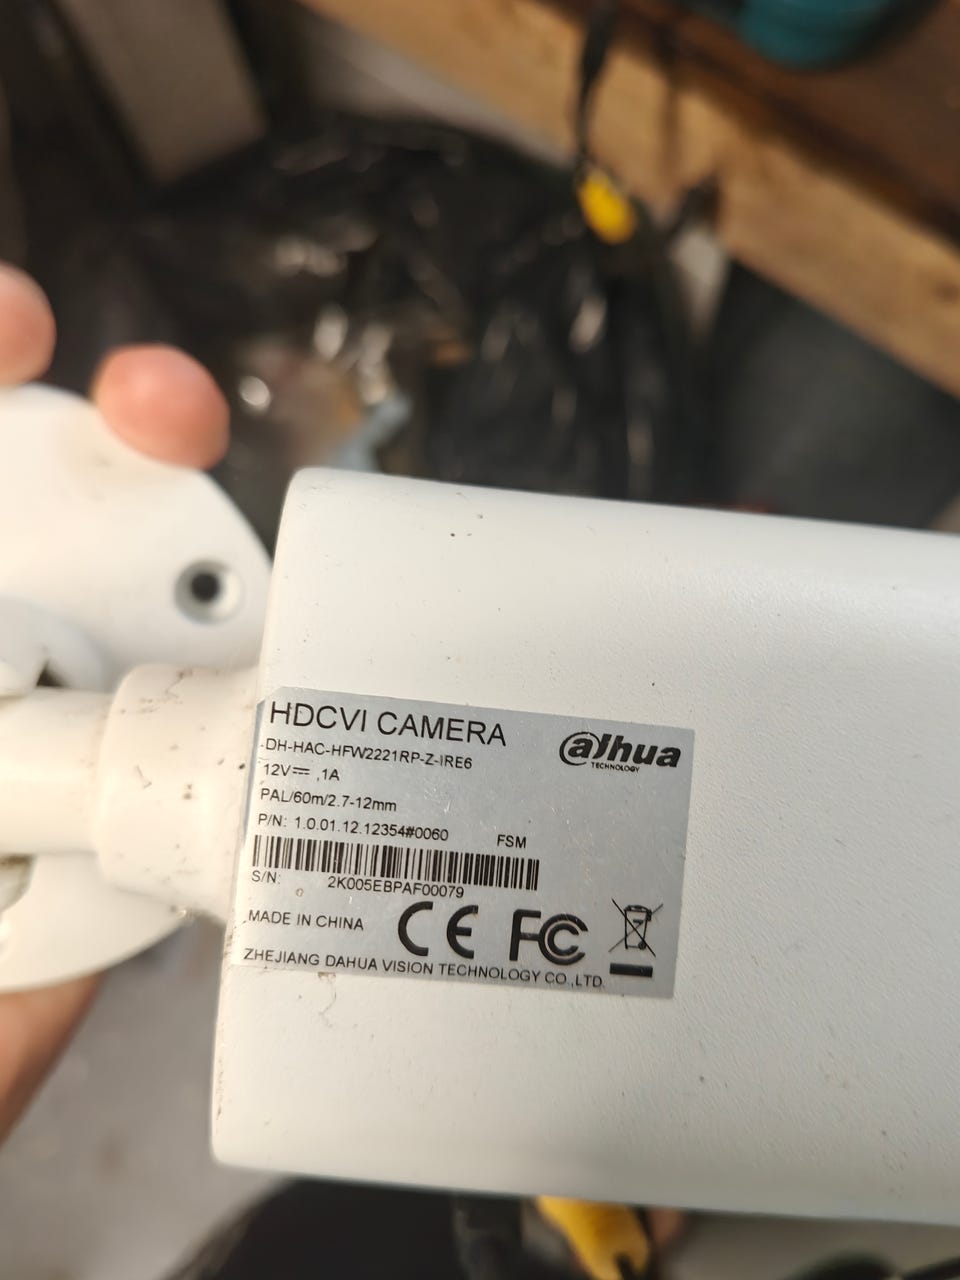 HDCVI CAMERA
alhua
TECHNOLOGY
DH-HAC-HFW2221RP-Z-IRE6
12V⎓ ,1A
PAL/60m/2.7-12mm
P/N: 1.0.01.12.12354#0060 FSM
S/N: 2K005EBPAF00079
MADE IN CHINA CE FC
ZHEJIANG DAHUA VISION TECHNOLOGY CO.,LTD.